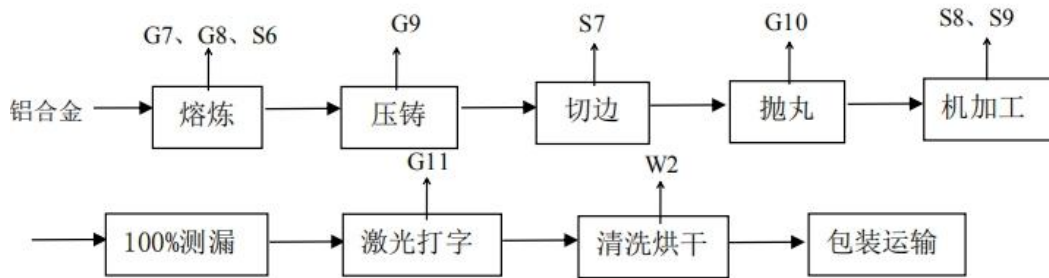 G7、G8、S6
G9
S7
G10
S8、S9
铝合金
熔炼
压铸
切边
抛丸
机加工
G11
W2
100%测漏
激光打字
清洗烘干
包装运输